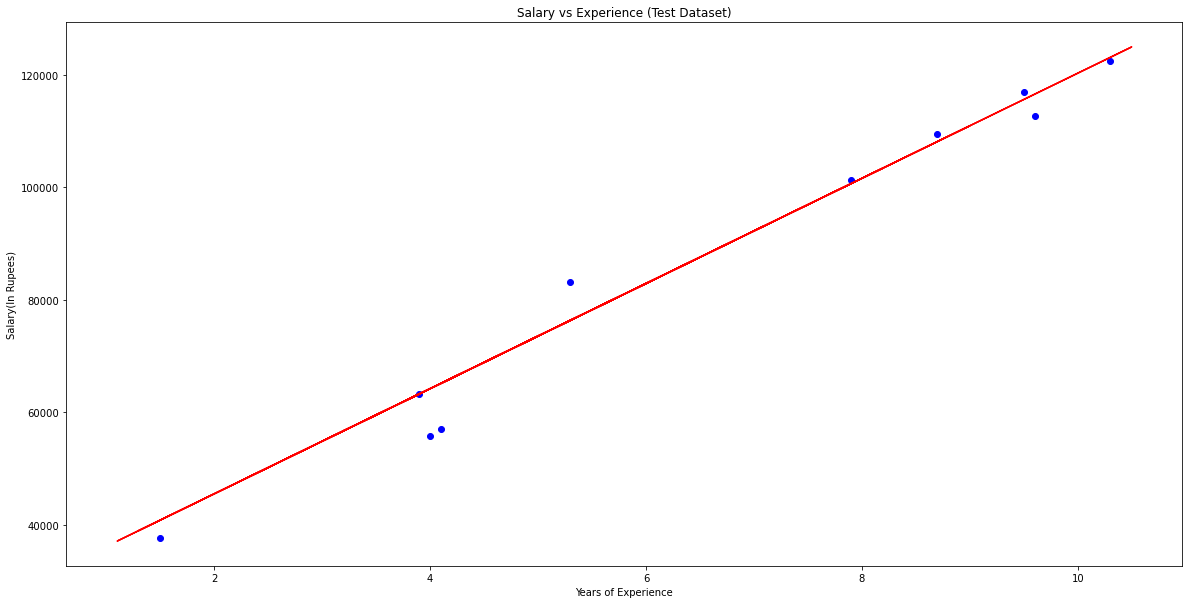 Salary vs Experience (Test Dataset)
120000
100000
80000
60000
40000
Salary(In Rupees)
2 4 6 8 10
Years of Experience